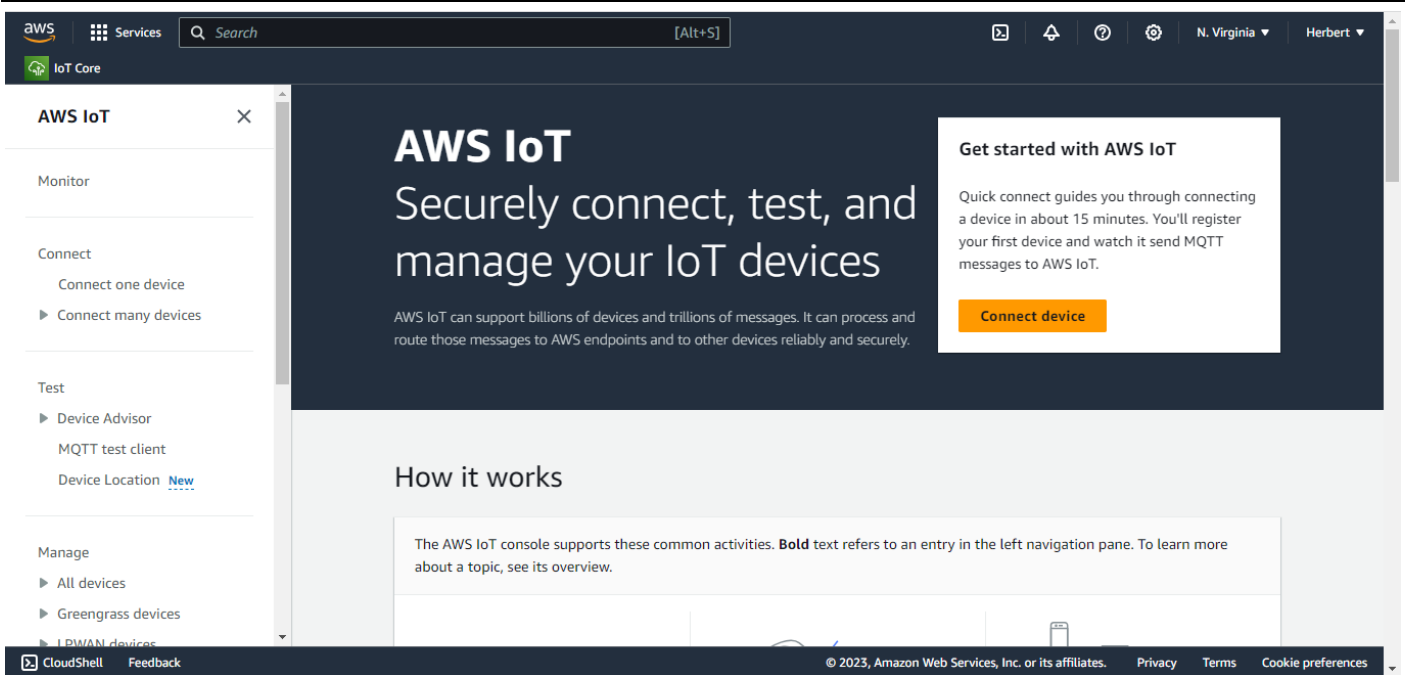 aws
Services
Search
[Alt+S]
N. Virginia
Herbert
IoT Core
AWS IoT
Monitor
Connect
Connect one device
Connect many devices
Test
Device Advisor
MQTT test client
Device Location New
Manage
All devices
Greengrass devices
LPWAN devices
AWS IoT
Securely connect, test, and
manage your IoT devices
AWS IoT can support billions of devices and trillions of messages. It can process and
route those messages to AWS endpoints and to other devices reliably and securely.
Get started with AWS IoT
Quick connect guides you through connecting
a device in about 15 minutes. You'll register
your first device and watch it send MQTT
messages to AWS IoT.
Connect device
How it works
The AWS IoT console supports these common activities. Bold text refers to an entry in the left navigation pane. To learn more
about a topic, see its overview.
CloudShell
Feedback
© 2023, Amazon Web Services, Inc. or its affiliates.
Privacy
Terms
Cookie preferences